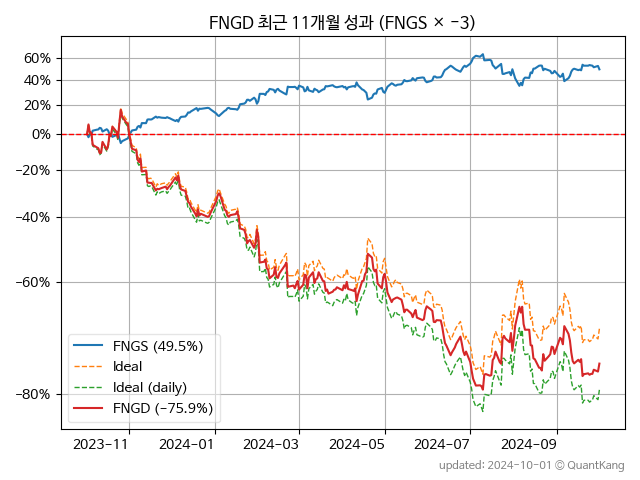 FNGD 최근 11개월 성과 (FNGS × −3)
60%
40%
20%
0%
−20%
−40%
−60%
−80%
FNGS (49.5%)
Ideal
Ideal (daily)
FNGD (−75.9%)
2023-11
2024-01
2024-03
2024-05
2024-07
2024-09
updated: 2024-10-01 © QuantKang